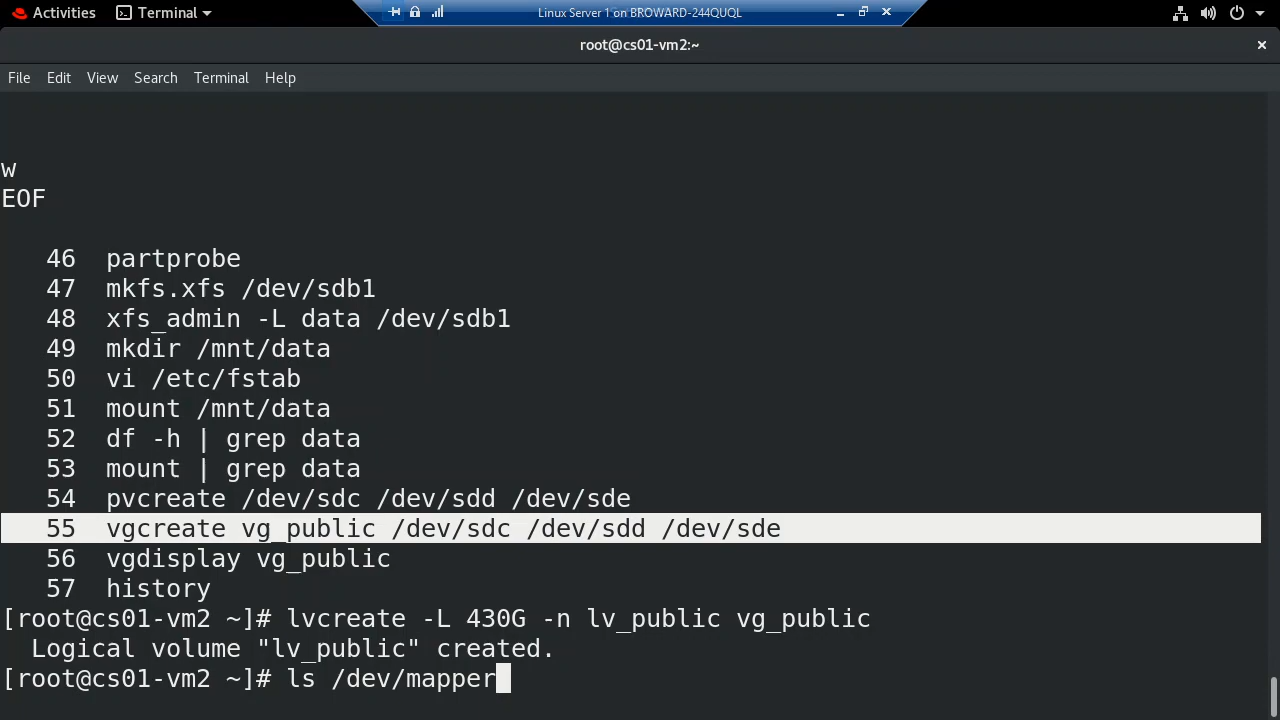 Activities Terminal Linux Server 1 on BROWARD-244QUQL
root@cs01-vm2:~
File Edit View Search Terminal Help
w
EOF
46 partprobe
47 mkfs.xfs /dev/sdb1
48 xfs_admin -L data /dev/sdb1
49 mkdir /mnt/data
50 vi /etc/fstab
51 mount /mnt/data
52 df -h | grep data
53 mount | grep data
54 pvcreate /dev/sdc /dev/sdd /dev/sde
55 vgcreate vg_public /dev/sdc /dev/sdd /dev/sde
56 vgdisplay vg_public
57 history
[root@cs01-vm2 ~]# lvcreate -L 430G -n lv_public vg_public
Logical volume "lv_public" created.
[root@cs01-vm2 ~]# ls /dev/mapper